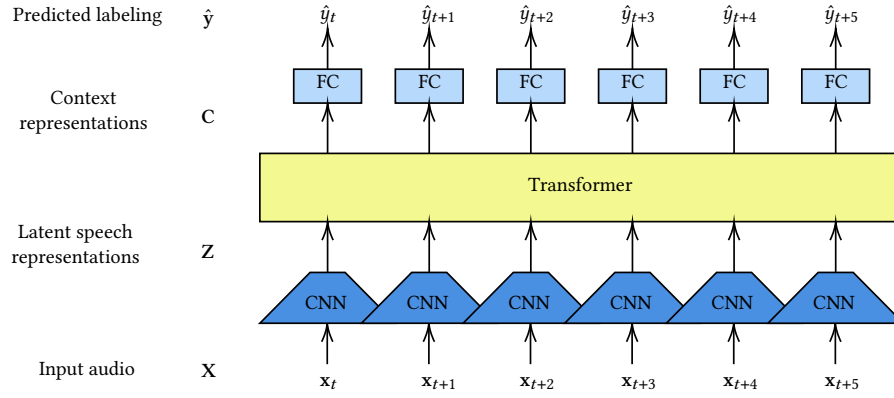 Predicted labeling ŷ ŷt ŷt+1 ŷt+2 ŷt+3 ŷt+4 ŷt+5
FC FC FC FC FC FC
Context
representations C
Transformer
Latent speech
representations Z
CNN CNN CNN CNN CNN CNN
Input audio X xt xt+1 xt+2 xt+3 xt+4 xt+5